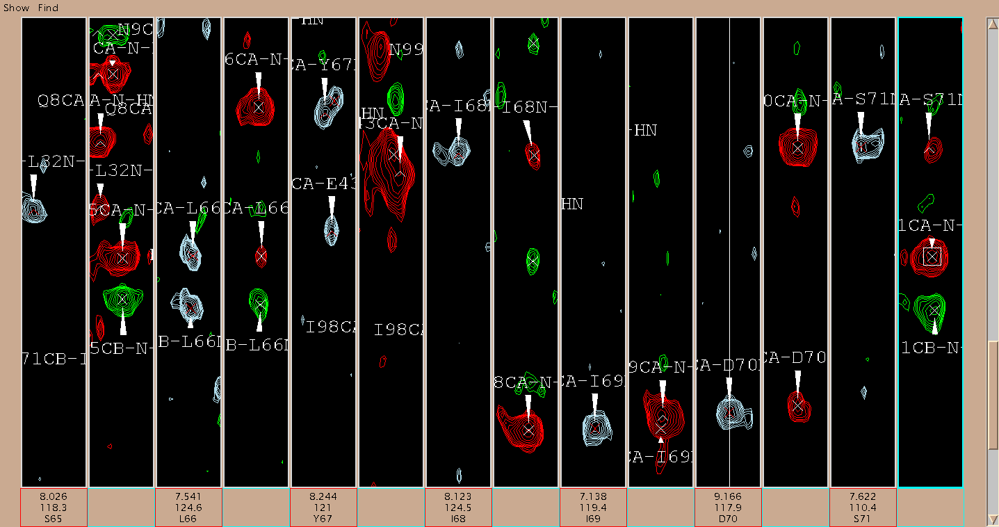 Show Find
-HN
N9C
CA-N-
N99
6CA-N-
CA-Y67
Q8CA
A-N-HN
Q8CA
HN
3CA-N
CA-I68
-I68N-
0CA-N-
A-S71N
A-S71N
-HN
-L32N-
-L32N-
CA-E43
HN
5CA-N-
CA-L66
CA-L66
1CA-N-
I98CA
I98CA
B-L66N
B-L66N
5CB-N-
1CB-N-
71CB-I
9CA-N-
CA-D70
CA-D70
8CA-N-
CA-I69
CA-I69
8.026 7.541 8.244 8.123 7.138 9.166 7.622
118.3 124.6 121 124.5 119.4 117.9 110.4
S65 L66 Y67 I68 I69 D70 S71